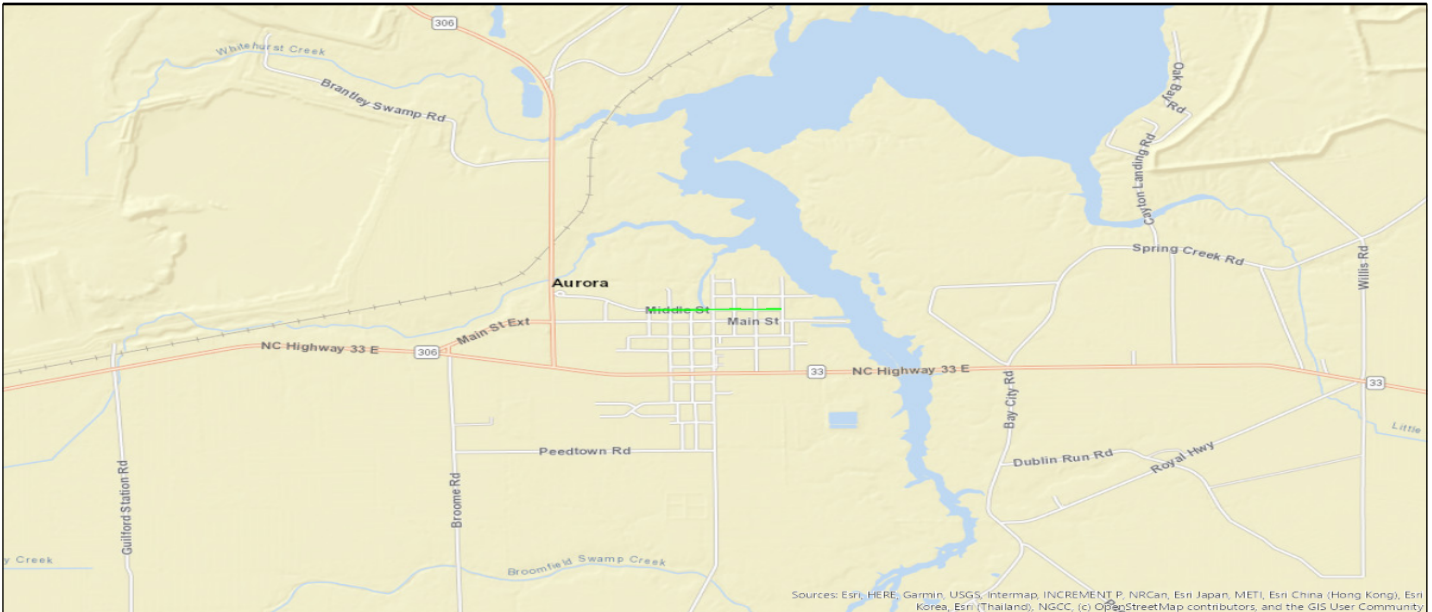 306
Whitehurst Creek
Brantley Swamp Rd
Oak Bay Rd
Cayton Landing Rd
Spring Creek Rd
Willis Rd
Aurora
Middle St
Main St
Main St Ext
NC Highway 33 E
306
33
NC Highway 33 E
33
Bay City Rd
Little
Peedtown Rd
Dublin Run Rd
Royal Hwy
Guilford Station Rd
Broome Rd
y Creek
Broomfield Swamp Creek
Sources: Esri, HERE, Garmin, USGS, Intermap, INCREMENT P, NRCan, Esri Japan, METI, Esri China (Hong Kong), Esri
Korea, Esri (Thailand), NGCC, (c) OpenStreetMap contributors, and the GIS User Community